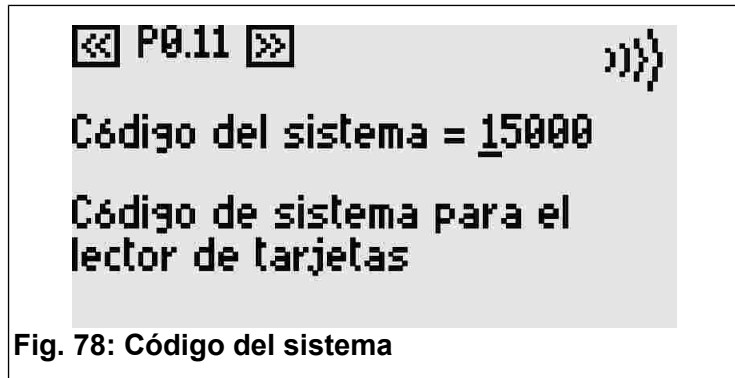 « P0.11 »
Código del sistema = 15000
Código de sistema para el
lector de tarjetas
Fig. 78: Código del sistema